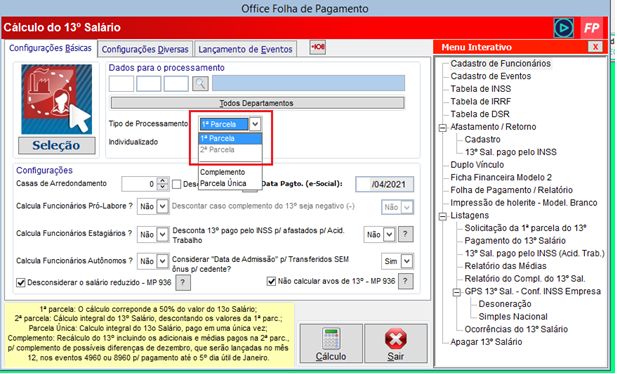 Office Folha de Pagamento
Cálculo do 13º Salário
FP
Configurações Básicas
Configurações Diversas
Lançamento de Eventos
Dados para o processamento
Todos Departamentos
Tipo de Processamento
1ª Parcela
1ª Parcela
2ª Parcela
Complemento
Parcela Única
Individualizado
Seleção
Configurações
Casas de Arredondamento
0
Data Pagto. (e-Social):
/04/2021
Calcula Funcionários Pró-Labore ?
Não
Descontar caso complemento do 13º seja negativo (-)
Não
Calcula Funcionários Estagiários ?
Não
Desconta 13º pago pelo INSS p/ afastados p/ Acid.
Trabalho
Não
?
Calcula Funcionários Autônomos ?
Não
Considerar "Data de Admissão" p/ Transferidos SEM
ônus p/ cedente?
Sim
Desconsiderar o salário reduzido - MP 936
?
Não calcular avos de 13º - MP 936
?
1ª parcela: O cálculo corresponde a 50% do valor do 13o Salário;
2ª parcela: Cálculo integral do 13º Salário, descontando os valores da 1ª parc.;
Parcela Única: Calculo integral do 13o Salário, pago em uma única vez;
Complemento: Recálculo do 13º incluindo os adicionais e médias pagos na 2ª parc.,
p/ complemento de possíveis diferenças de dezembro, que serão lançadas no mês
12, nos eventos 4960 ou 8960 p/ pagamento até o 5º dia útil de Janeiro.
Cálculo
Sair
Menu Interativo
X
Cadastro de Funcionários
Cadastro de Eventos
Tabela de INSS
Tabela de IRRF
Tabela de DSR
Afastamento / Retorno
Cadastro
13º Sal. pago pelo INSS
Duplo Vínculo
Ficha Financeira Modelo 2
Folha de Pagamento / Relatório
Impressão de holerite - Model. Branco
Listagens
Solicitação da 1ª parcela do 13º
Pagamento do 13º Salário
13º Sal. pago pelo INSS (Acid. Trab.)
Relatório das Médias
Relatório do Compl. do 13º Sal.
GPS 13º Sal. - Conf. INSS Empresa
Desoneração
Simples Nacional
Ocorrências do 13º Salário
Apagar 13º Salário